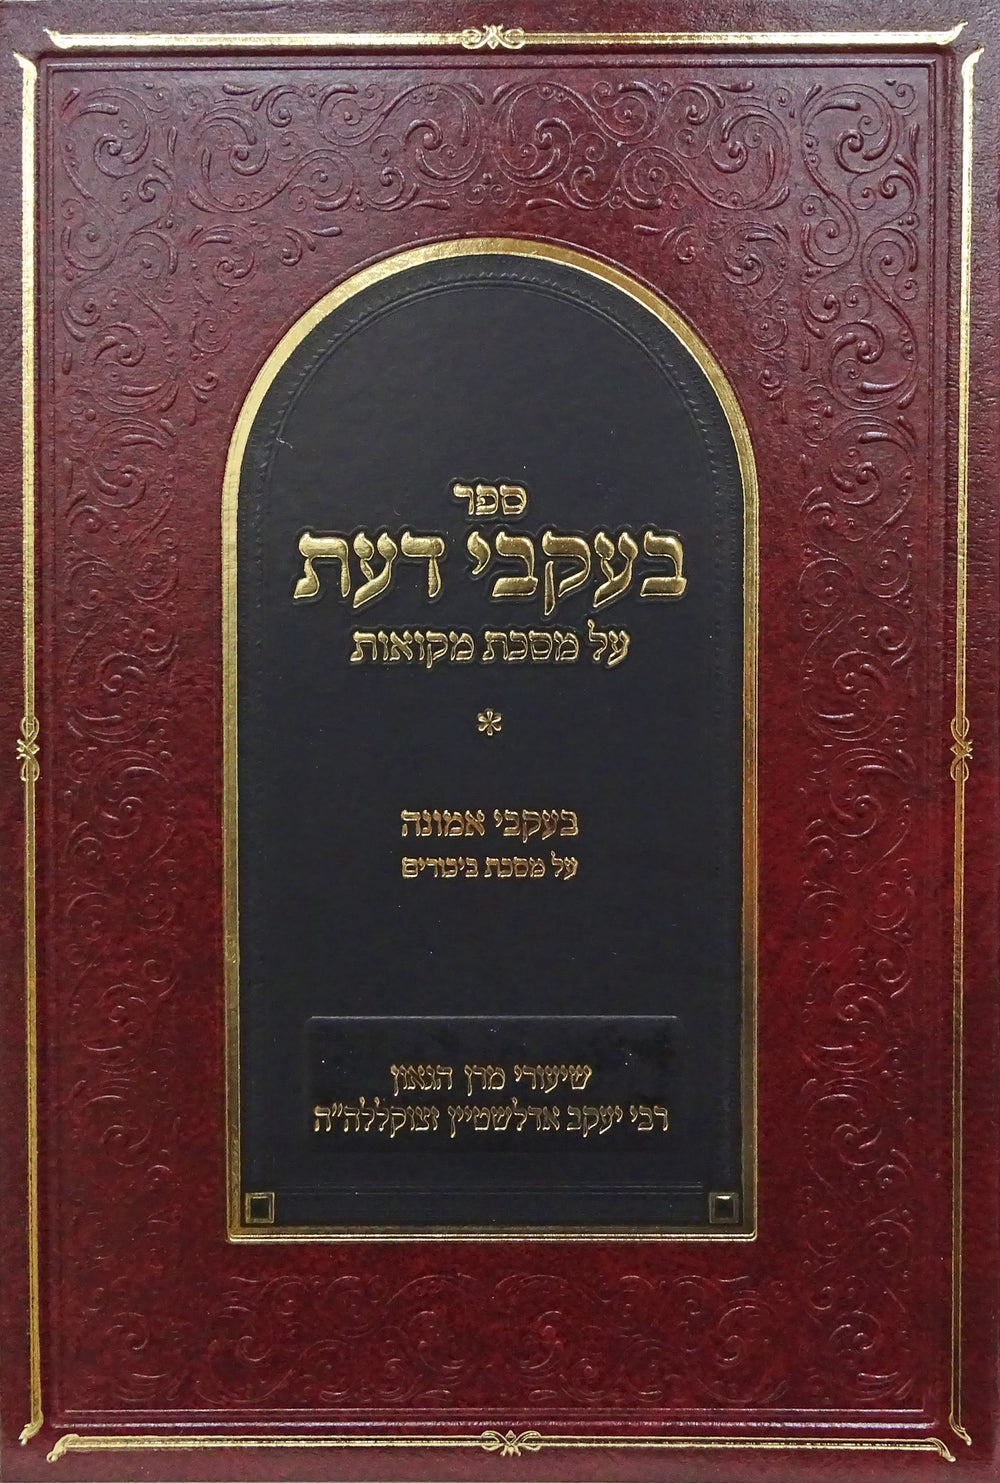 ספר
בעקבי דעת
על מסכת מקואות
*
בעקבי אמונה
על מסכת ביכורים
שיעורי מרן הגאון
רבי יעקב אדלשטיין זצוקללה"ה